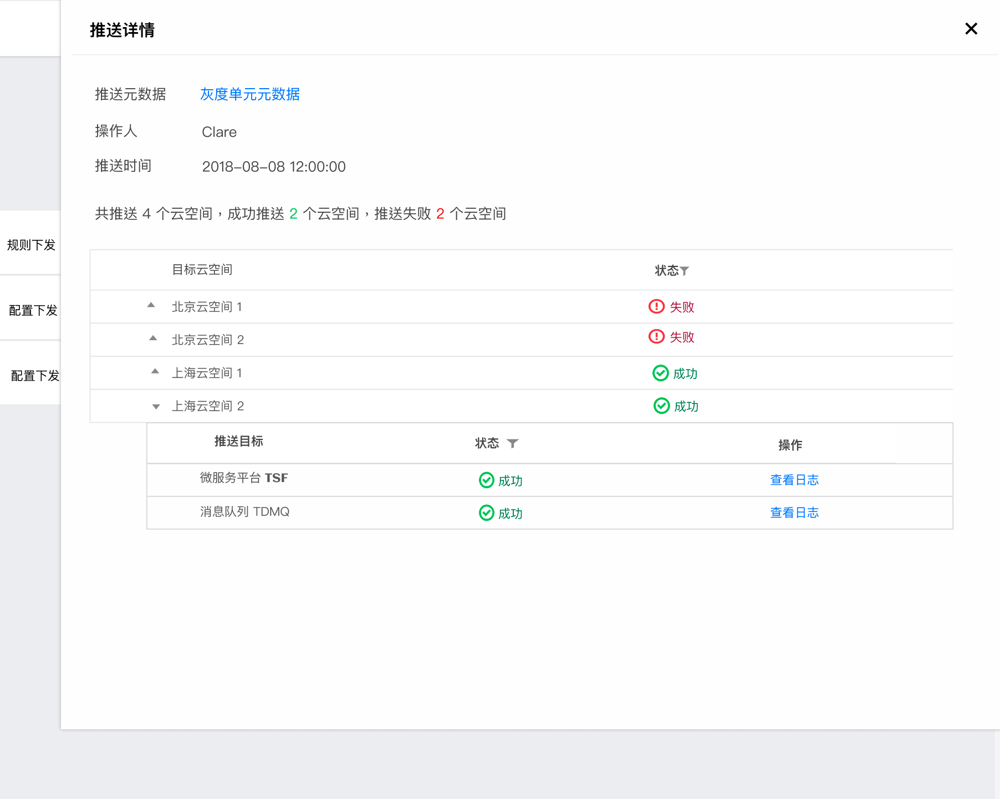 推送详情
推送元数据 灰度单元元数据
操作人 Clare
推送时间 2018–08–08 12:00:00
共推送 4 个云空间，成功推送 2 个云空间，推送失败 2 个云空间
规则下发
配置下发
配置下发
目标云空间 状态
北京云空间 1 失败
北京云空间 2 失败
上海云空间 1 成功
上海云空间 2 成功
推送目标 状态 操作
微服务平台 TSF 成功 查看日志
消息队列 TDMQ 成功 查看日志